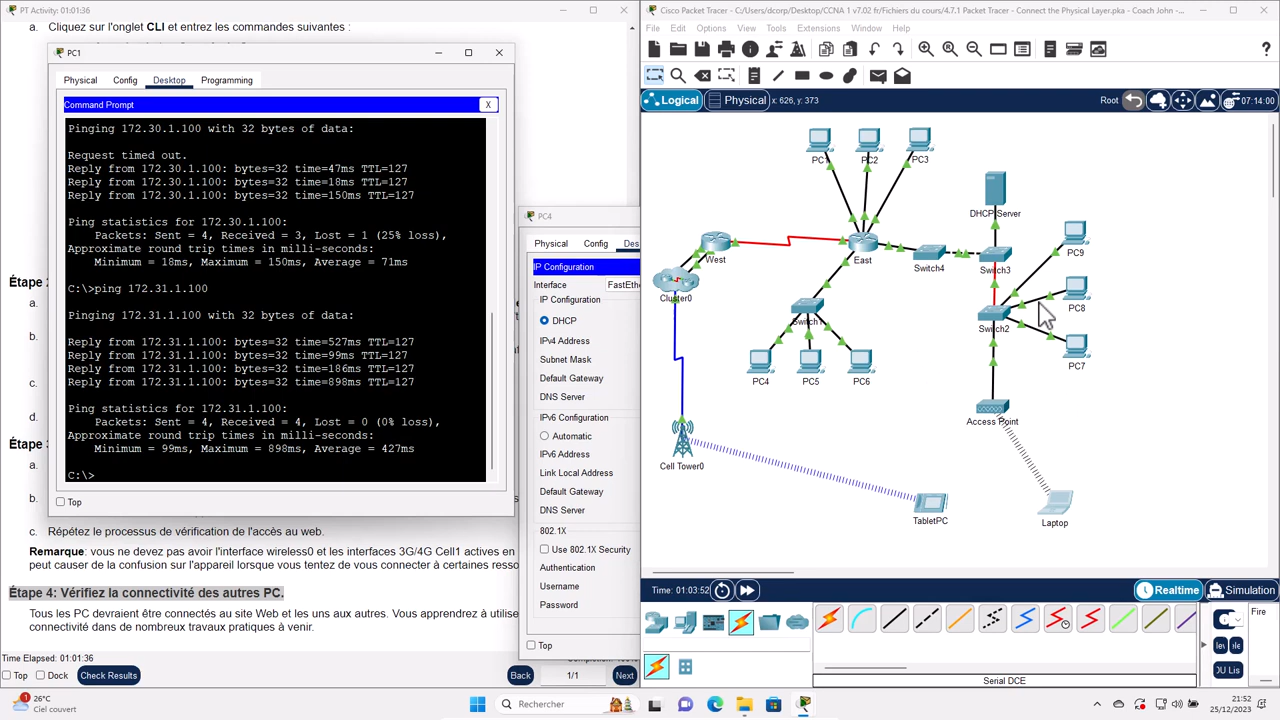 PT Activity: 01:01:36
a. Cliquez sur l'onglet CLI et entrez les commandes suivantes :
Étape
a.
b.
c.
d.
Étape
a.
b.
c. Répétez le processus de vérification de l'accès au web.
Remarque: vous ne devez pas avoir l'interface wireless0 et les interfaces 3G/4G Cell1 actives en
peut causer de la confusion sur l'appareil lorsque vous tentez de vous connecter à certaines resso
Étape 4: Vérifiez la connectivité des autres PC.
Tous les PC devraient être connectés au site Web et les uns aux autres. Vous apprendrez à utilise
connectivité dans de nombreux travaux pratiques à venir.
Time Elapsed: 01:01:36
Top
Dock
Check Results
Back
1/1
Next
Physical
Config
Desktop
Programming
Command Prompt
X
Pinging 172.30.1.100 with 32 bytes of data:
Request timed out.
Reply from 172.30.1.100: bytes=32 time=47ms TTL=127
Reply from 172.30.1.100: bytes=32 time=18ms TTL=127
Reply from 172.30.1.100: bytes=32 time=150ms TTL=127
Ping statistics for 172.30.1.100:
Packets: Sent = 4, Received = 3, Lost = 1 (25% loss),
Approximate round trip times in milli-seconds:
Minimum = 18ms, Maximum = 150ms, Average = 71ms
C:\>ping 172.31.1.100
Pinging 172.31.1.100 with 32 bytes of data:
Reply from 172.31.1.100: bytes=32 time=527ms TTL=127
Reply from 172.31.1.100: bytes=32 time=99ms TTL=127
Reply from 172.31.1.100: bytes=32 time=186ms TTL=127
Reply from 172.31.1.100: bytes=32 time=898ms TTL=127
Ping statistics for 172.31.1.100:
Packets: Sent = 4, Received = 4, Lost = 0 (0% loss),
Approximate round trip times in milli-seconds:
Minimum = 99ms, Maximum = 898ms, Average = 427ms
C:\>
Top
PC4
Physical
Config
Des
IP Configuration
Interface
FastEthe
IP Configuration
DHCP
IPv4 Address
Subnet Mask
Default Gateway
DNS Server
IPv6 Configuration
Automatic
IPv6 Address
Link Local Address
Default Gateway
DNS Server
802.1X
Use 802.1X Security
Authentication
Username
Password
Top
Cisco Packet Tracer - C:/Users/dcorp/Desktop/CCNA 1 v7.02 fr/Fichiers du cours/4.7.1 Packet Tracer - Connect the Physical Layer.pka
File Edit Options View Tools Extensions Window Help
?
Logical
Physical
x: 626, y: 373
Root
07:14:00
PC2
PC3
DHCP Server
West
East
Switch4
Switch3
PC9
Cluster0
Switch1
Switch2
PC8
PC4
PC5
PC6
PC7
Access Point
Cell Tower0
TabletPC
Laptop
Time: 01:03:52
Realtime
Simulation
Fire
Serial DCE
26°C
Ciel couvert
Rechercher
21:52
25/12/2023